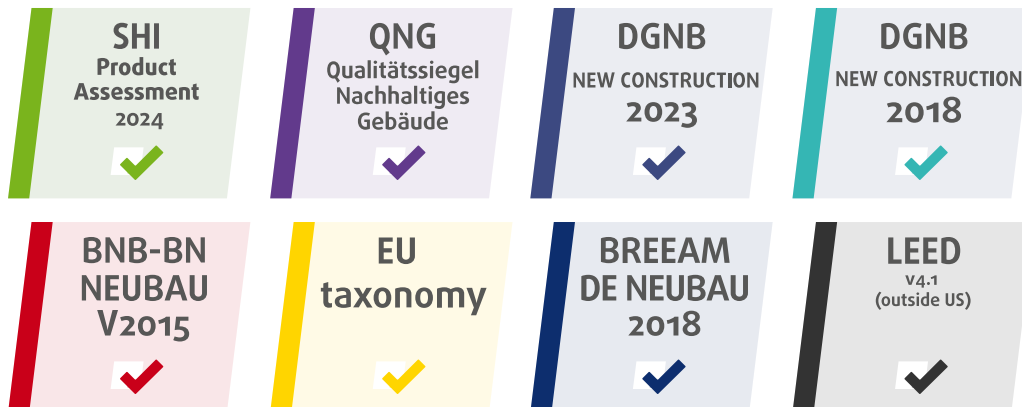 SHI
Product
Assessment
2024
QNG
Qualitätssiegel
Nachhaltiges
Gebäude
DGNB
NEW CONSTRUCTION
2023
DGNB
NEW CONSTRUCTION
2018
BNB-BN
NEUBAU
V2015
EU
taxonomy
BREEAM
DE NEUBAU
2018
LEED
v4.1
(outside US)